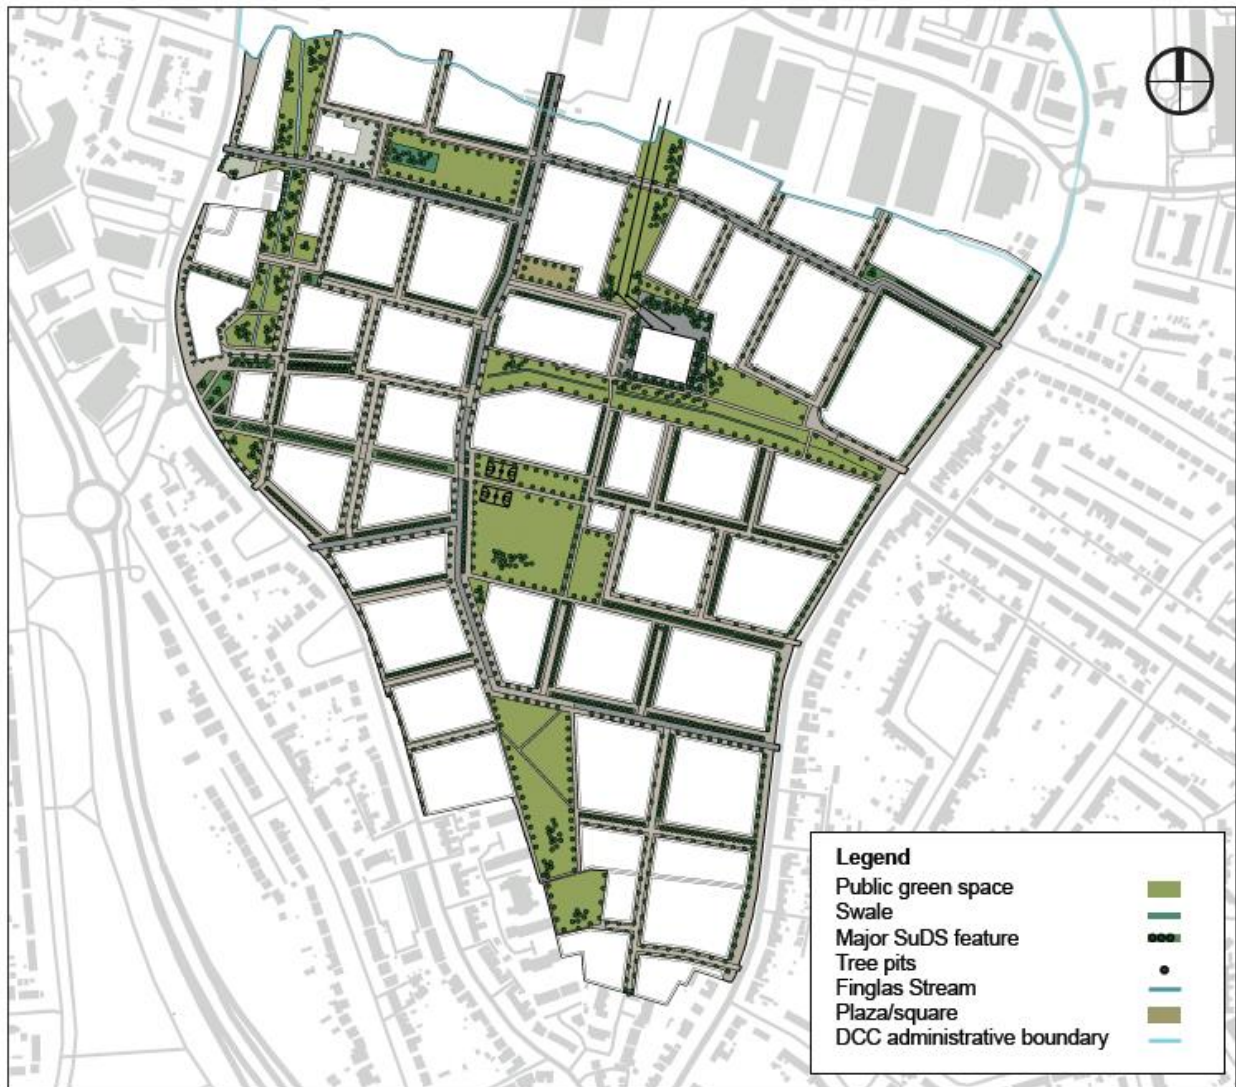 Legend
Public green space
Swale
Major SuDS feature
Tree pits
Finglas Stream
Plaza/square
DCC administrative boundary